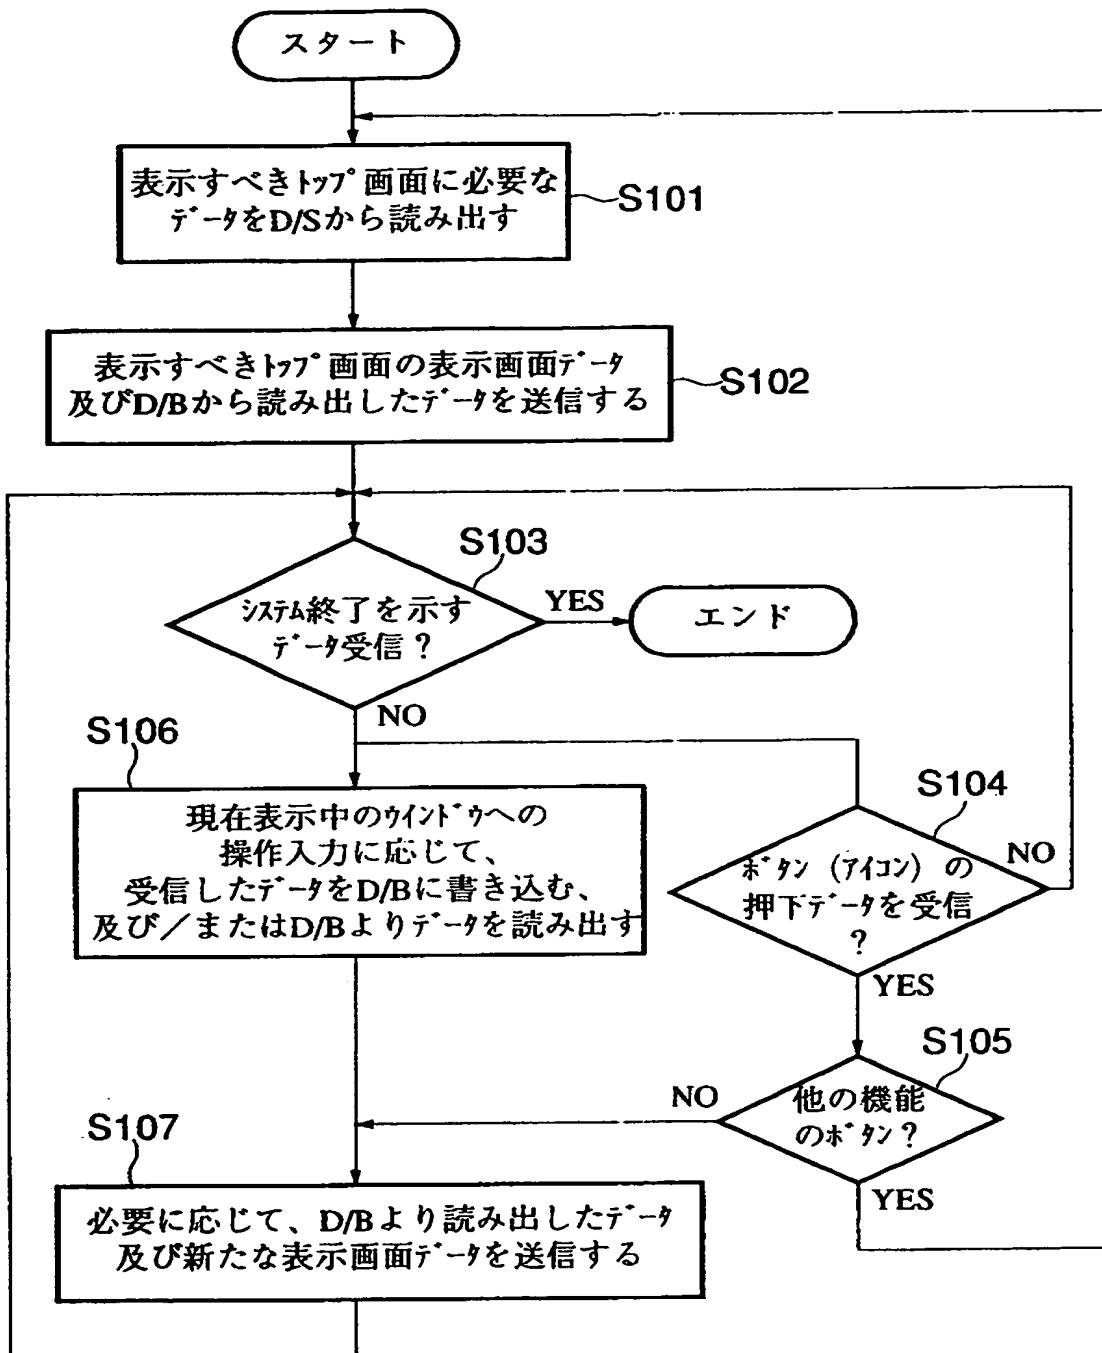 スタート
表示すべきﾄｯﾌﾟ画面に必要な
ﾃﾞｰﾀをD/Sから読み出す
S101
表示すべきﾄｯﾌﾟ画面の表示画面ﾃﾞｰﾀ
及びD/Bから読み出したﾃﾞｰﾀを送信する
S102
S103
ｼｽﾃﾑ終了を示す
ﾃﾞｰﾀ受信？
YES
エンド
NO
S106
現在表示中のｳｲﾝﾄﾞｳへの
操作入力に応じて、
受信したﾃﾞｰﾀをD/Bに書き込む、
及び／またはD/Bよりﾃﾞｰﾀを読み出す
S104
ﾎﾞﾀﾝ（ｱｲｺﾝ）の
押下ﾃﾞｰﾀを受信
？
NO
YES
S105
他の機能
のﾎﾞﾀﾝ？
NO
YES
S107
必要に応じて、D/Bより読み出したﾃﾞｰﾀ
及び新たな表示画面ﾃﾞｰﾀを送信する